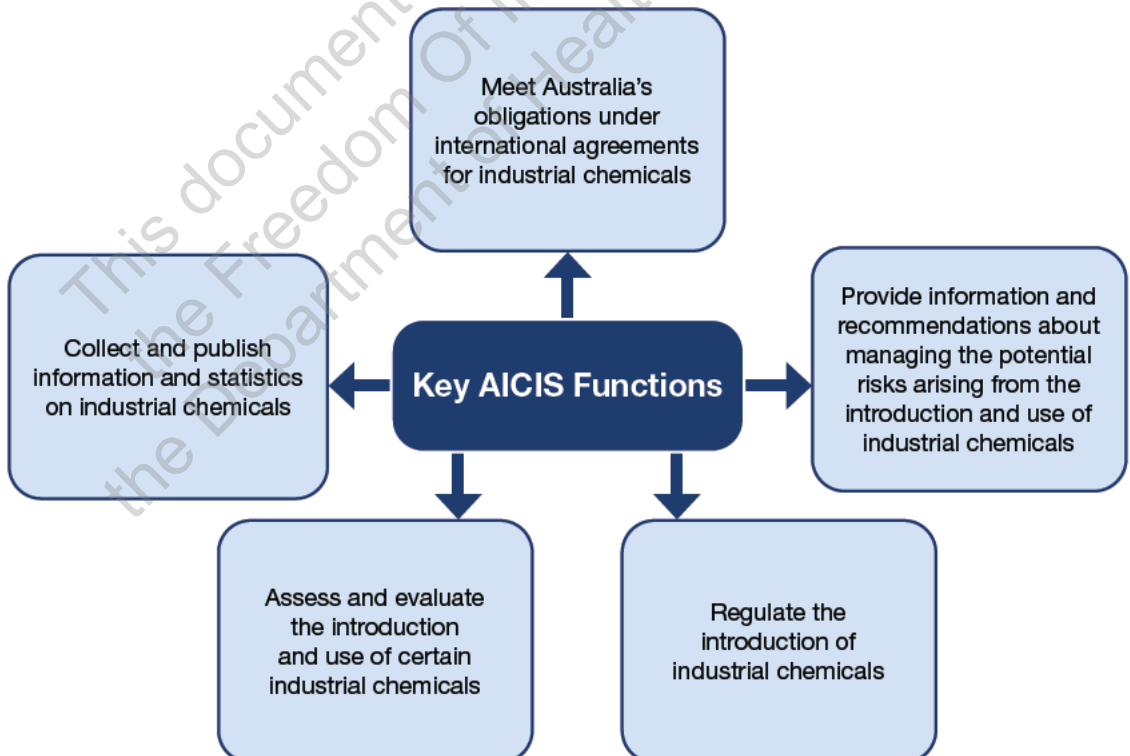 This document
the Freedom Of
the Department of Heal
Meet Australia's
obligations under
international agreements
for industrial chemicals
Collect and publish
information and statistics
on industrial chemicals
Key AICIS Functions
Provide information and
recommendations about
managing the potential
risks arising from the
introduction and use of
industrial chemicals
Assess and evaluate
the introduction
and use of certain
industrial chemicals
Regulate the
introduction of
industrial chemicals